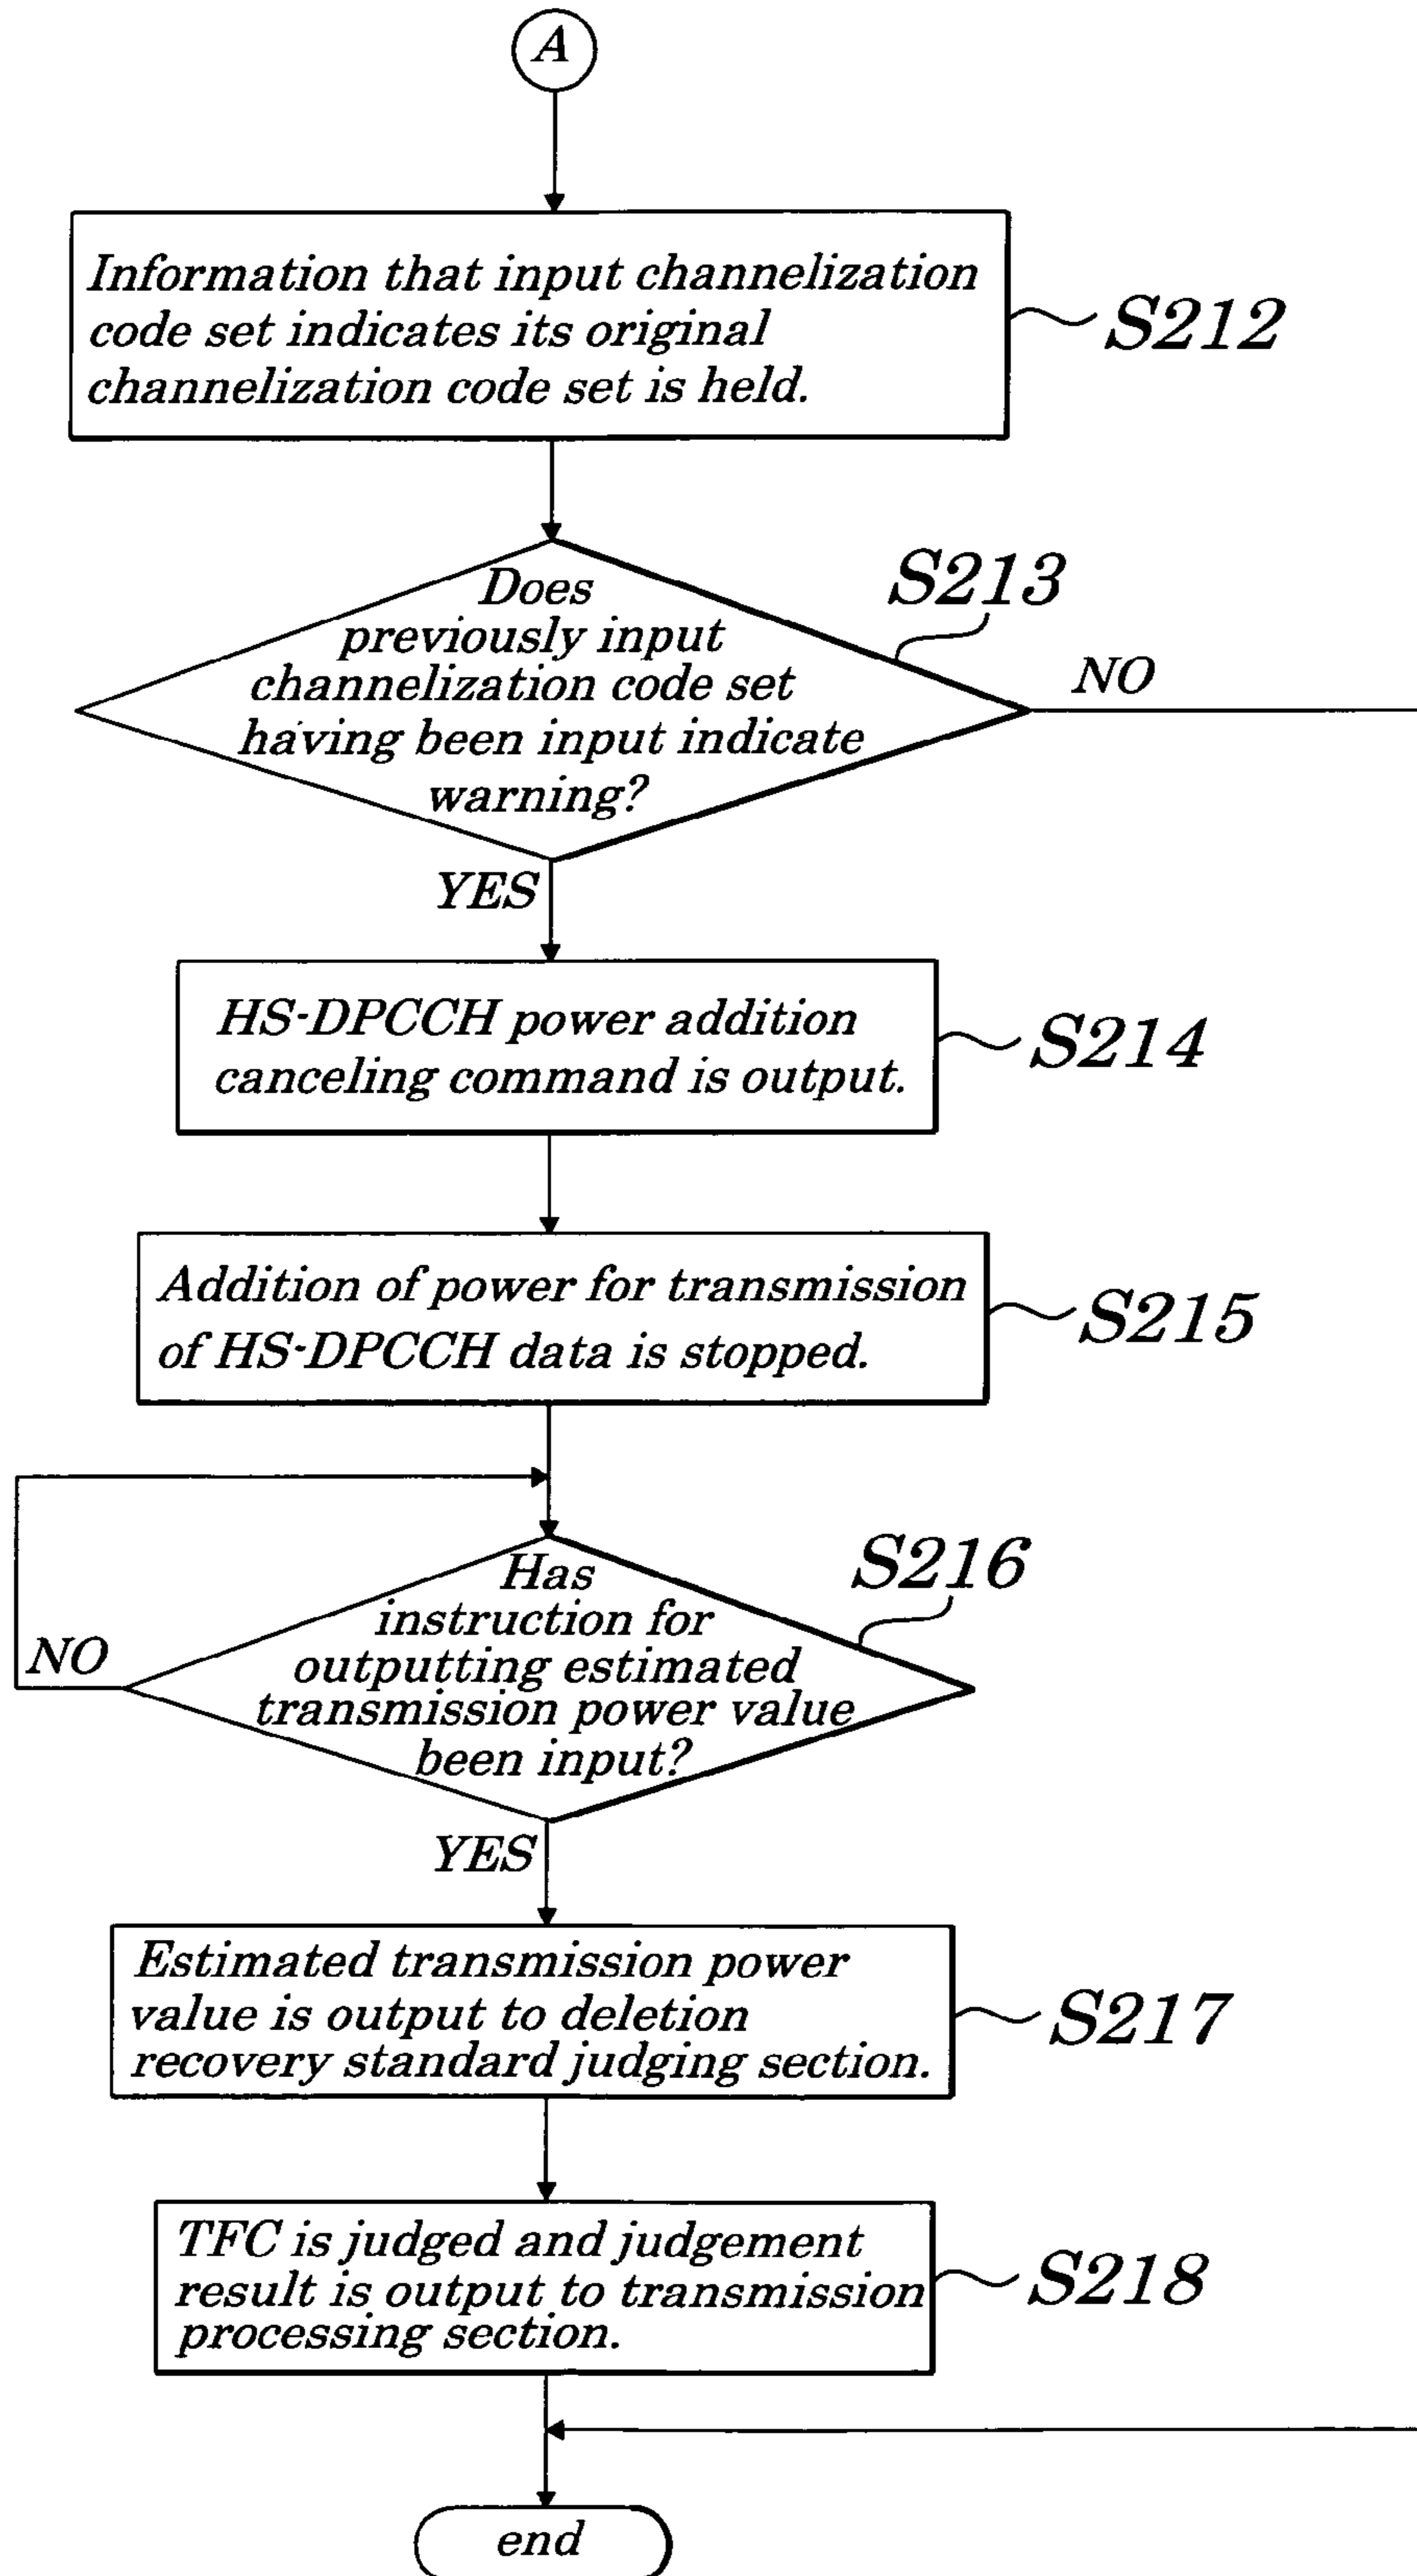 A
Information that input channelization
code set indicates its original
channelization code set is held.
S212
Does
previously input
channelization code set
having been input indicate
warning?
S213
NO
YES
HS-DPCCH power addition
canceling command is output.
S214
Addition of power for transmission
of HS-DPCCH data is stopped.
S215
Has
instruction for
outputting estimated
transmission power value
been input?
S216
NO
YES
Estimated transmission power
value is output to deletion
recovery standard judging section.
S217
TFC is judged and judgement
result is output to transmission
processing section.
S218
end